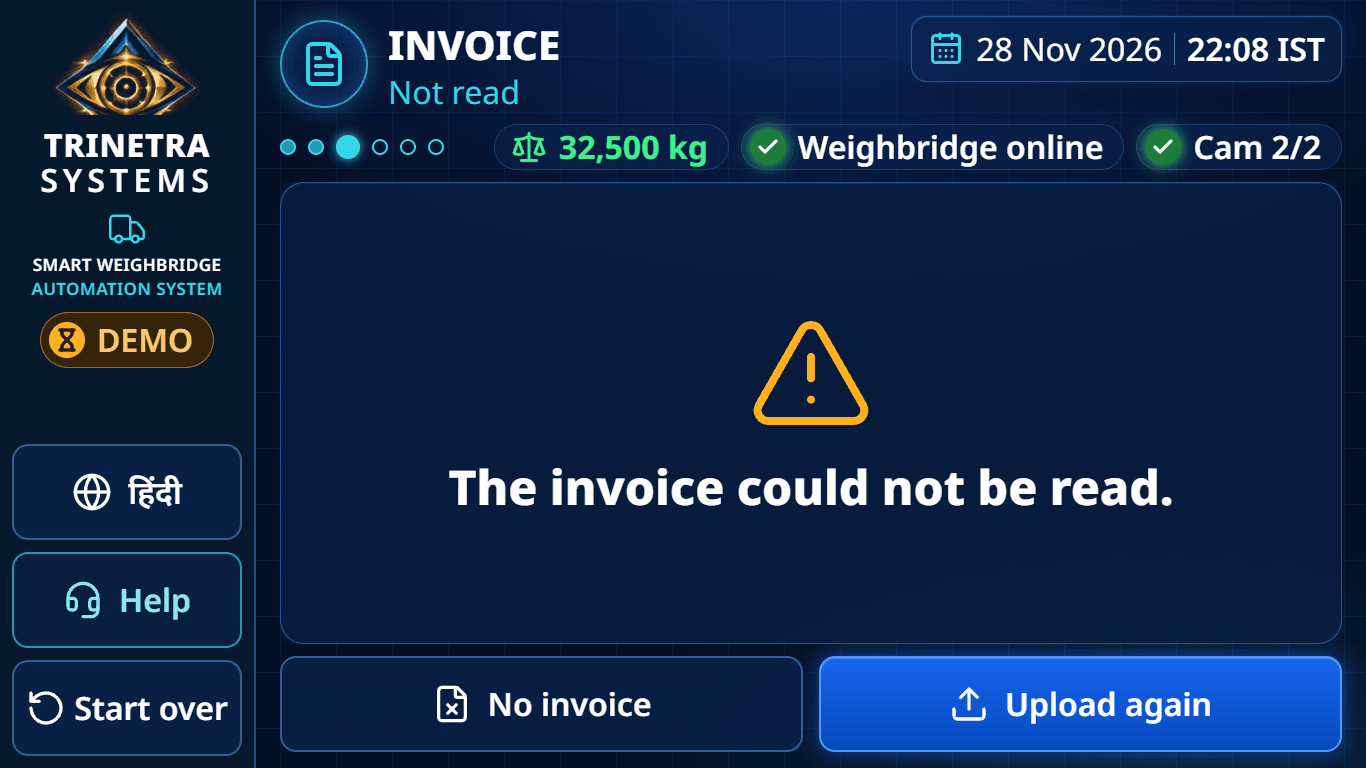 TRINETRA
SYSTEMS
SMART WEIGHBRIDGE
AUTOMATION SYSTEM
DEMO
हिंदी
Help
Start over
INVOICE
Not read
28 Nov 2026 22:08 IST
32,500 kg
Weighbridge online
Cam 2/2
The invoice could not be read.
No invoice
Upload again